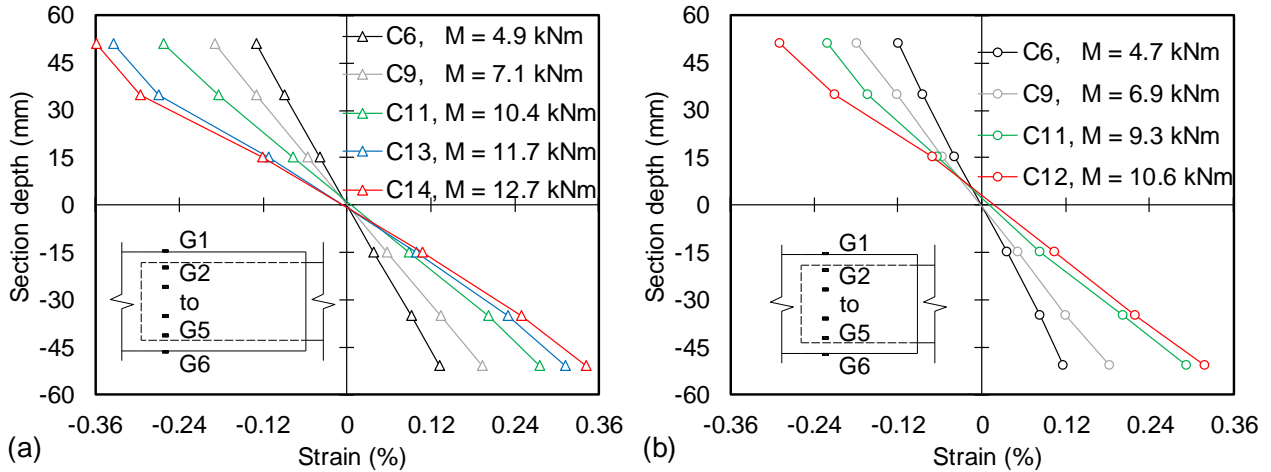 60
45
30
15
0
-15
-30
-45
-60
Section depth (mm)
-0.36 -0.24 -0.12 0 0.12 0.24 0.36
Strain (%)
C6, M = 4.9 kNm
C9, M = 7.1 kNm
C11, M = 10.4 kNm
C13, M = 11.7 kNm
C14, M = 12.7 kNm
G1
G2
to
G5
G6
(a)
60
45
30
15
0
-15
-30
-45
-60
Section depth (mm)
-0.36 -0.24 -0.12 0 0.12 0.24 0.36
Strain (%)
C6, M = 4.7 kNm
C9, M = 6.9 kNm
C11, M = 9.3 kNm
C12, M = 10.6 kNm
G1
G2
to
G5
G6
(b)